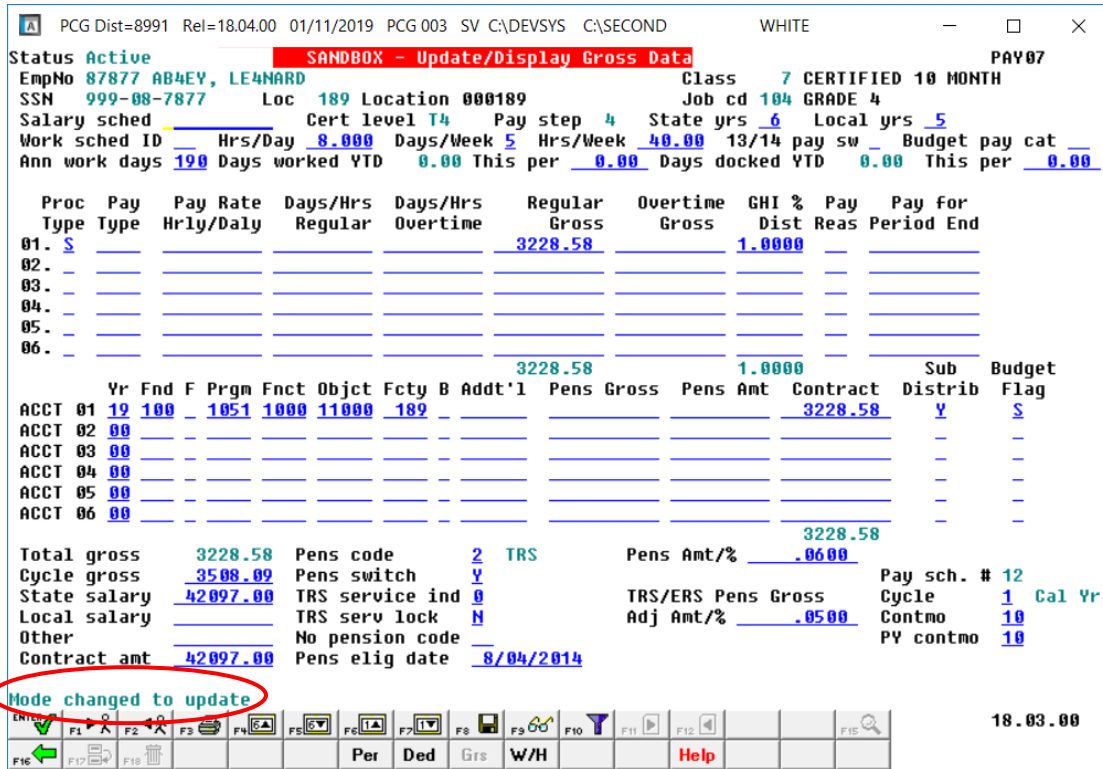 PCG Dist=8991 Rel=18.04.00 01/11/2019 PCG 003 SV C:\DEVSYS C:\SECOND WHITE
Status Active SANDBOX - Update/Display Gross Data PAY07
EmpNo 87877 AB4EY, LE4NARD Class 7 CERTIFIED 10 MONTH
SSN 999-08-7877 Loc 189 Location 000189 Job cd 104 GRADE 4
Salary sched Cert level T4 Pay step 4 State yrs 6 Local yrs 5
Work sched ID Hrs/Day 8.000 Days/Week 5 Hrs/Week 40.00 13/14 pay sw Budget pay cat
Ann work days 190 Days worked YTD 0.00 This per 0.00 Days docked YTD 0.00 This per 0.00
Proc Pay Pay Rate Days/Hrs Days/Hrs Regular Overtime GHI % Pay Pay for
Type Type Hrly/Daly Regular Overtime Gross Gross Dist Reas Period End
01. S 3228.58 1.0000
02.
03.
04.
05.
06.
3228.58 1.0000 Sub Budget
Yr Fnd F Prgm Fnct Objct Fcty B Addt'l Pens Gross Pens Amt Contract Distrib Flag
ACCT 01 19 100 1051 1000 11000 189 3228.58 Y S
ACCT 02 00
ACCT 03 00
ACCT 04 00
ACCT 05 00
ACCT 06 00
3228.58
Total gross 3228.58 Pens code 2 TRS Pens Amt/% .0600
Cycle gross 3508.09 Pens switch Y Pay sch. # 12
State salary 42097.00 TRS service ind 0 TRS/ERS Pens Gross Cycle 1 Cal Yr
Local salary TRS serv lock N Adj Amt/% .0500 Contmo 10
Other No pension code PY contmo 10
Contract amt 42097.00 Pens elig date 8/04/2014
Mode changed to update
ENTER F1 F2 F3 F4 6 F5 6 F6 1 F7 1 F8 F9 F10 F11 F12 F15 18.03.00
F16 F17 F18 Per Ded Grs W/H Help